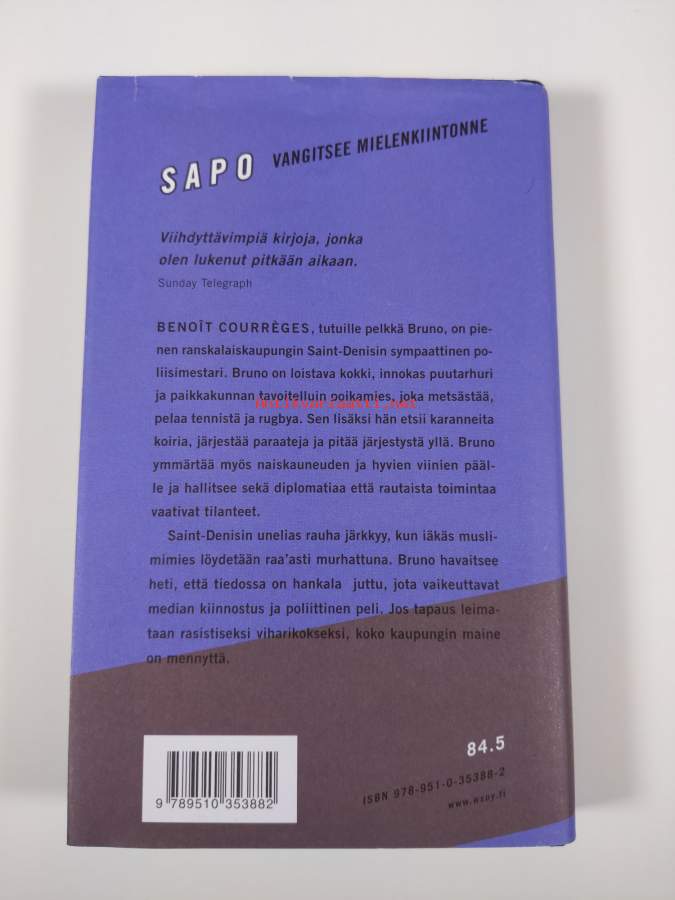 SAPO VANGITSEE MIELENKIINTONNE
Viihdyttävimpiä kirjoja, jonka
olen lukenut pitkään aikaan.
Sunday Telegraph
BENOÎT COURRÈGES, tutuille pelkkä Bruno, on pie-
nen ranskalaiskaupungin Saint-Denisin sympaattinen po-
liisimestari. Bruno on loistava kokki, innokas puutarhuri
ja paikkakunnan tavoitelluin poikamies, joka metsästää,
antikvariaatti.net
pelaa tennistä ja rugbya. Sen lisäksi hän etsii karanneita
koiria, järjestää paraateja ja pitää järjestystä yllä. Bruno
ymmärtää myös naiskauneuden ja hyvien viinien pääl-
le ja hallitsee sekä diplomatiaa että rautaista toimintaa
vaativat tilanteet.
Saint-Denisin unelias rauha järkkyy, kun iäkäs musli-
mimies löydetään raa'asti murhattuna. Bruno havaitsee
heti, että tiedossa on hankala juttu, jota vaikeuttavat
median kiinnostus ja poliittinen peli. Jos tapaus leima-
taan rasistiseksi viharikokseksi, koko kaupungin maine
on mennyttä.
84.5
ISBN 978-951-0-35388-2
www.wsoy.fi
9 789510 353882